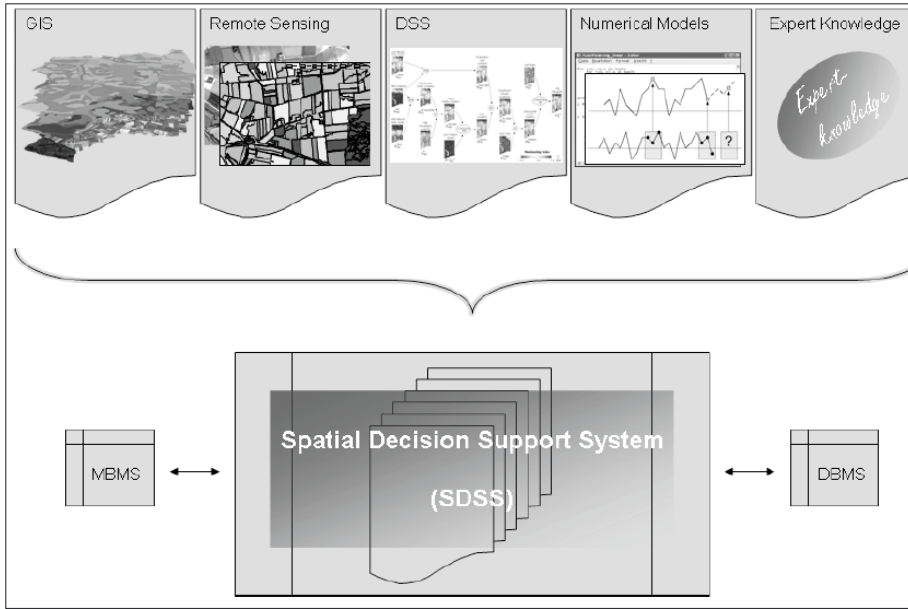 GIS
Remote Sensing
DSS
Numerical Models
Expert Knowledge
Expert
knowledge
?
Spatial Decision Support System
(SDSS)
MBMS
DBMS